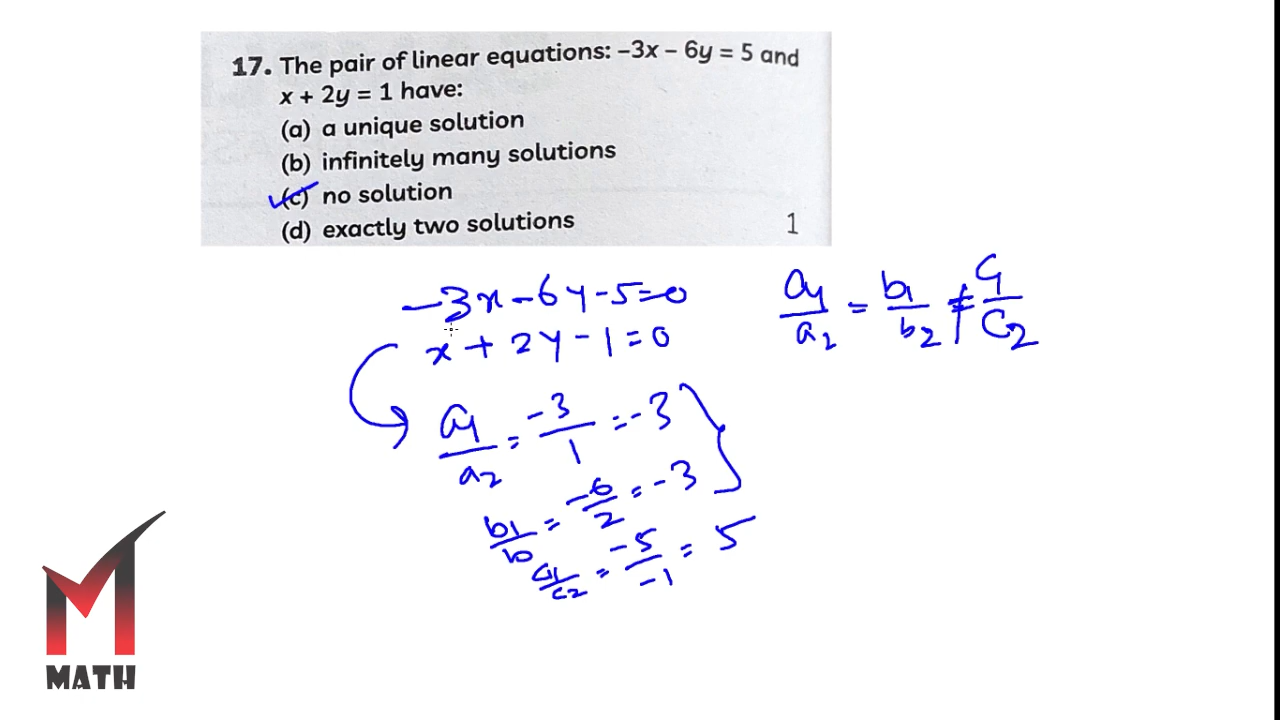 17. The pair of linear equations: –3x – 6y = 5 and
x + 2y = 1 have:
(a) a unique solution
(b) infinitely many solutions
(c) no solution
(d) exactly two solutions
1
-3x-6y-5=0
x+2y-1=0
a1/a2 = b1/b2 ≠ c1/c2
a1/a2 = -3/1 = -3
b1/b = -6/2 = -3
c1/c2 = -5/-1 = 5
MATH